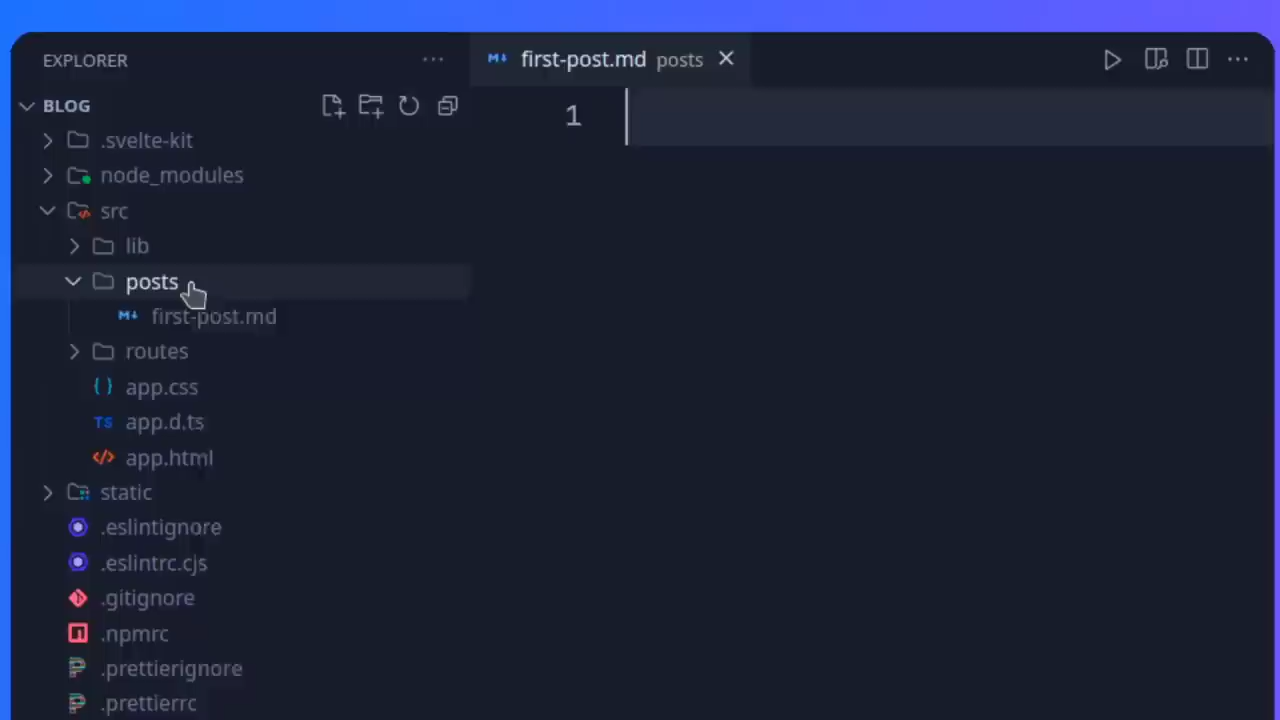 EXPLORER
first-post.md posts
BLOG
1
.svelte-kit
node_modules
src
lib
posts
first-post.md
routes
app.css
TS app.d.ts
app.html
static
.eslintignore
.eslintrc.cjs
.gitignore
.npmrc
.prettierignore
.prettierrc